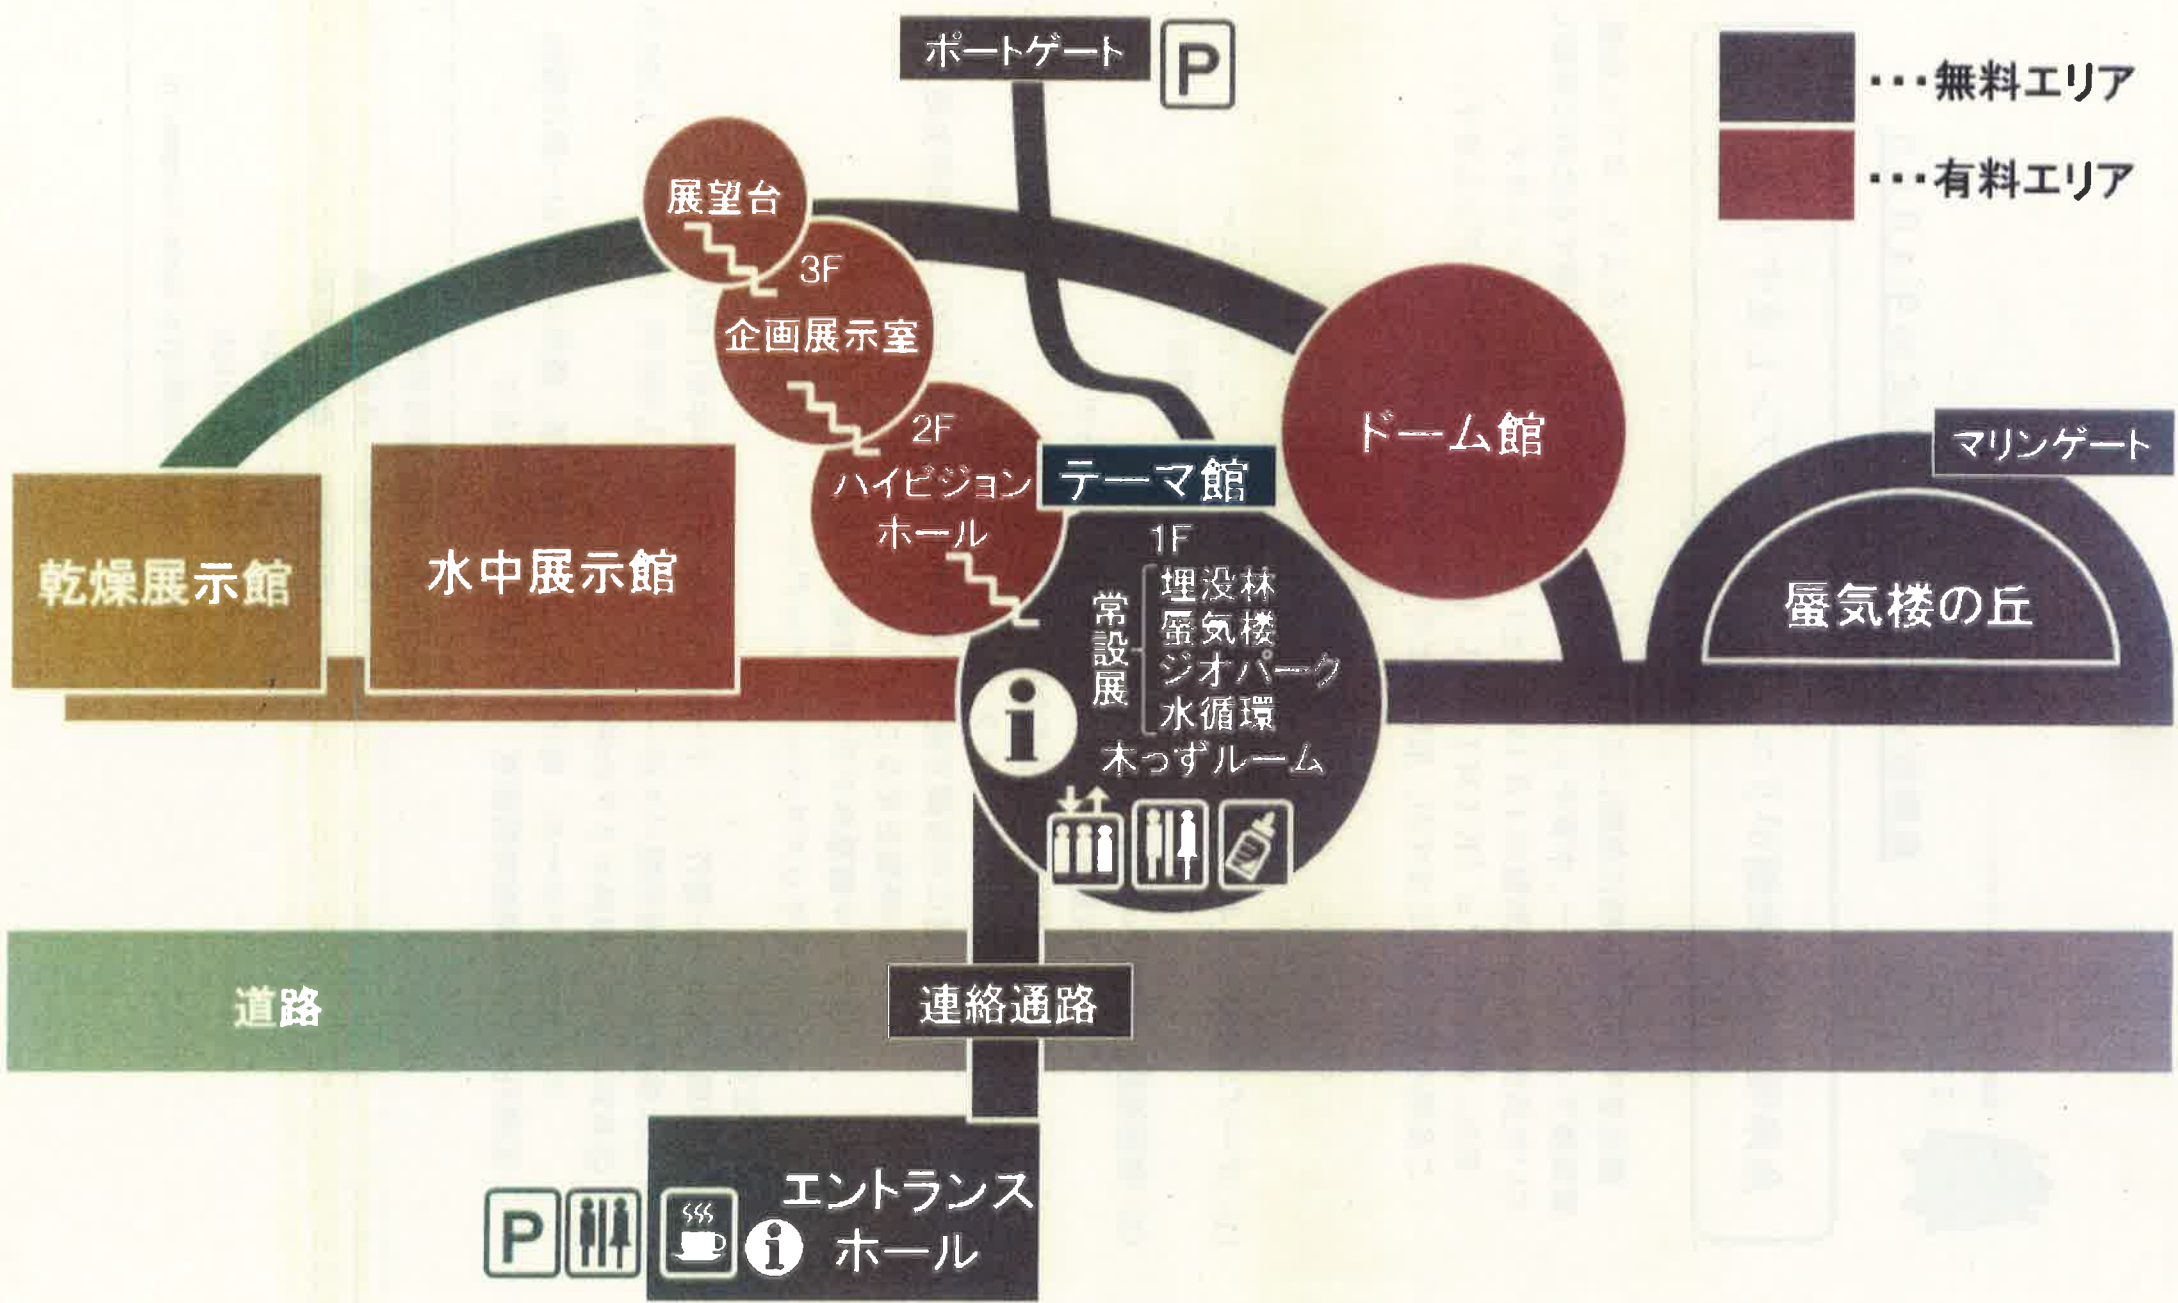 ポートゲート
P
・・・無料エリア
・・・有料エリア
展望台
3F
企画展示室
2F
ハイビジョン
ホール
テーマ館
ドーム館
マリンゲート
蜃気楼の丘
乾燥展示館
水中展示館
1F
常設展
埋没林
蜃気楼
ジオパーク
水循環
木っずルーム
i
道路
連絡通路
エントランス
ホール
P
i